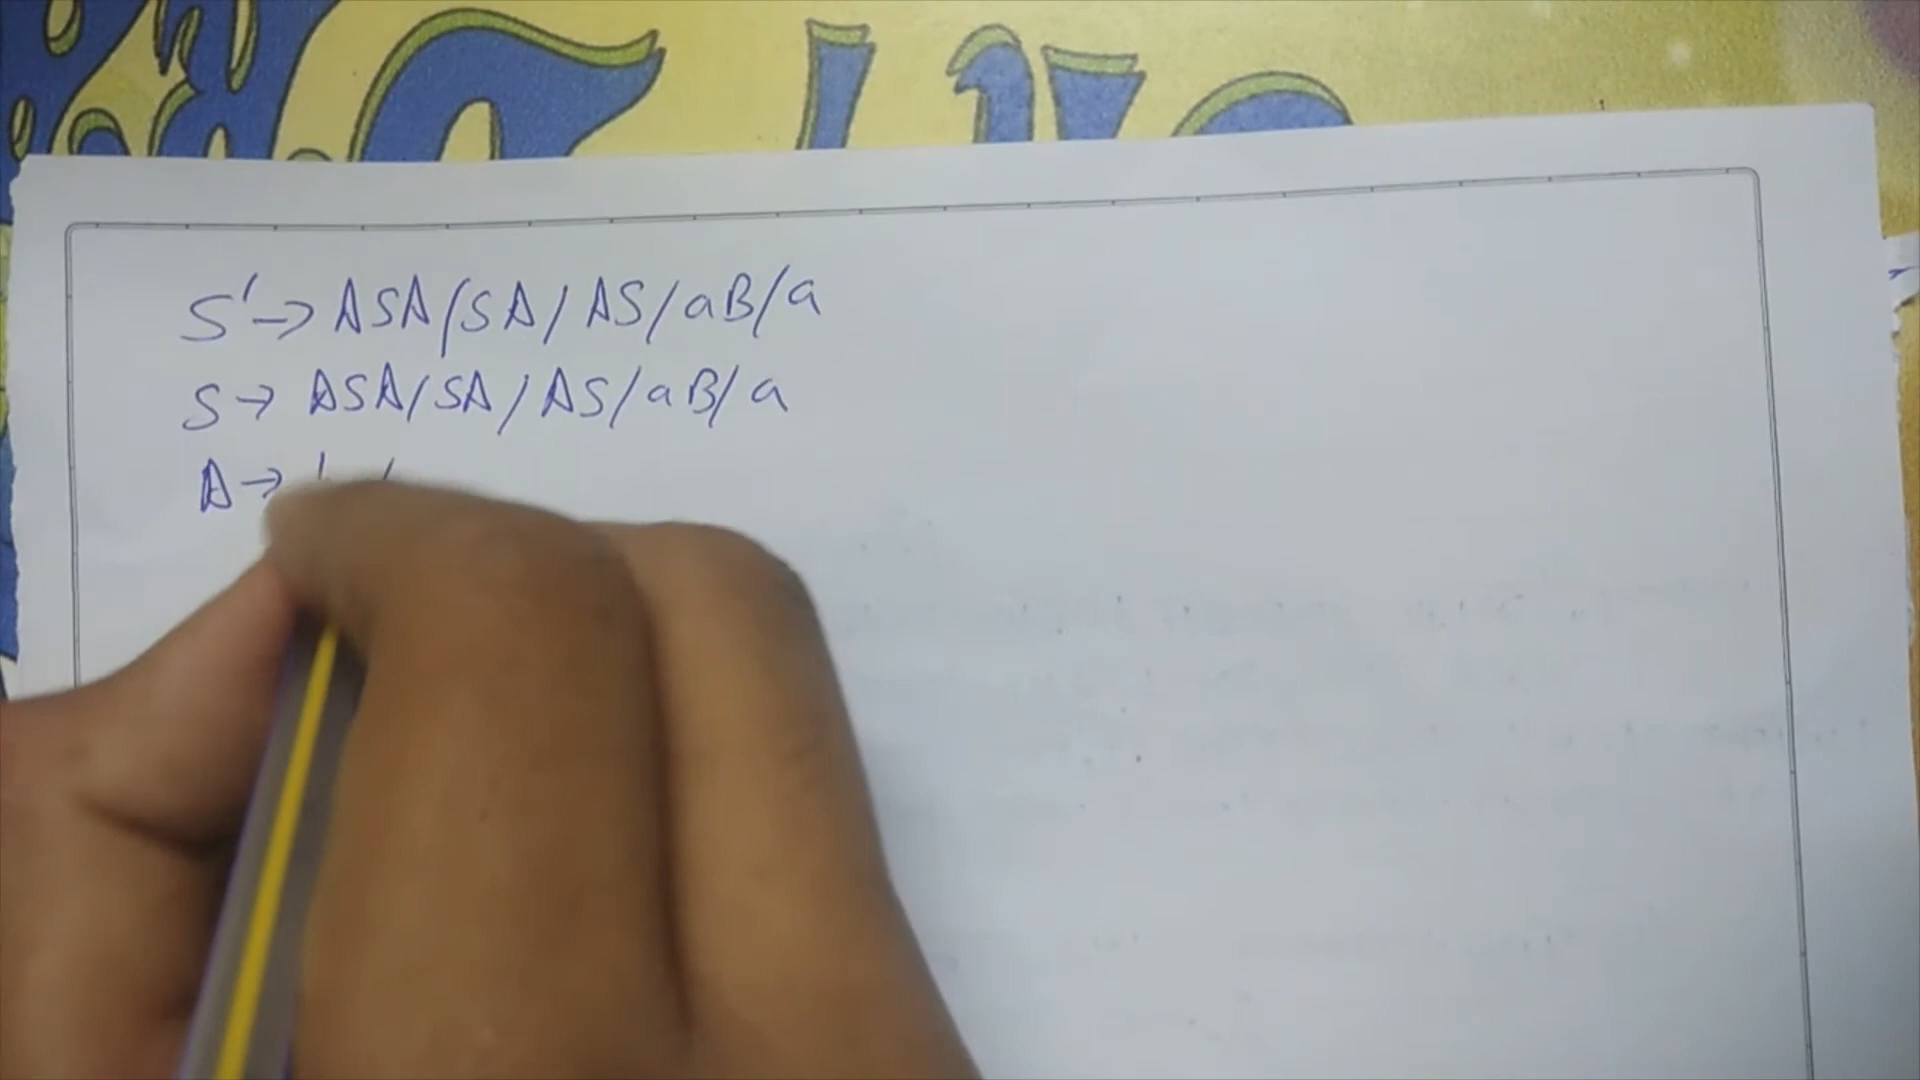 S' → ASA/SA/AS/aB/a
S → ASA/SA/AS/aB/a
A →